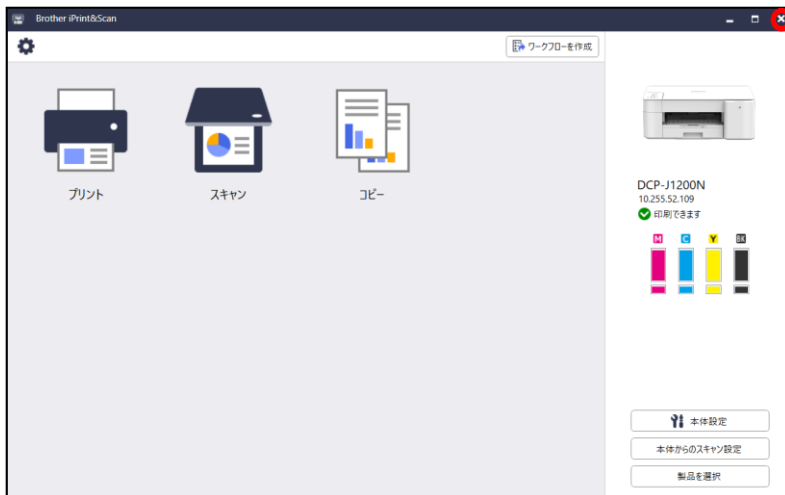 Brother iPrint&Scan
ワークフローを作成
プリント
スキャン
コピー
DCP-J1200N
10.255.52.109
印刷できます
M C Y BK
本体設定
本体からのスキャン設定
製品を選択